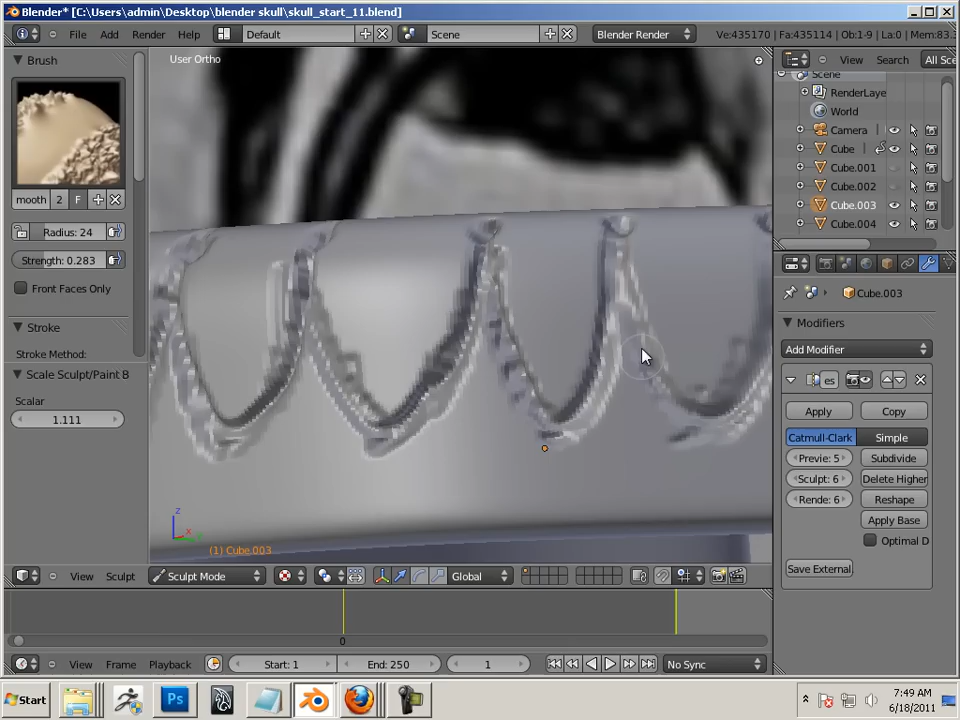 Blender* [C:\Users\admin\Desktop\blender skull\skull_start_11.blend]
File Add Render Help Default Scene Blender Render Ve:435170 | Fa:435114 | Ob:1-9 | La:0 | Mem:83.
Brush
User Ortho
View Search All Sce
Scene
RenderLaye
World
Camera
Cube
Cube.001
Cube.002
Cube.003
Cube.004
mooth 2 F
Radius: 24
Strength: 0.283
Front Faces Only
Stroke
Stroke Method:
Scale Sculpt/Paint B
Scalar
1.111
Cube.003
Modifiers
Add Modifier
es
Apply Copy
Catmull-Clark Simple
Previe: 5 Subdivide
Sculpt: 6 Delete Higher
Rende: 6 Reshape
Apply Base
Optimal D
Save External
z
x
(1) Cube.003
View Sculpt Sculpt Mode Global
0
View Frame Playback Start: 1 End: 250 1 No Sync
Start Ps 7:49 AM
6/18/2011